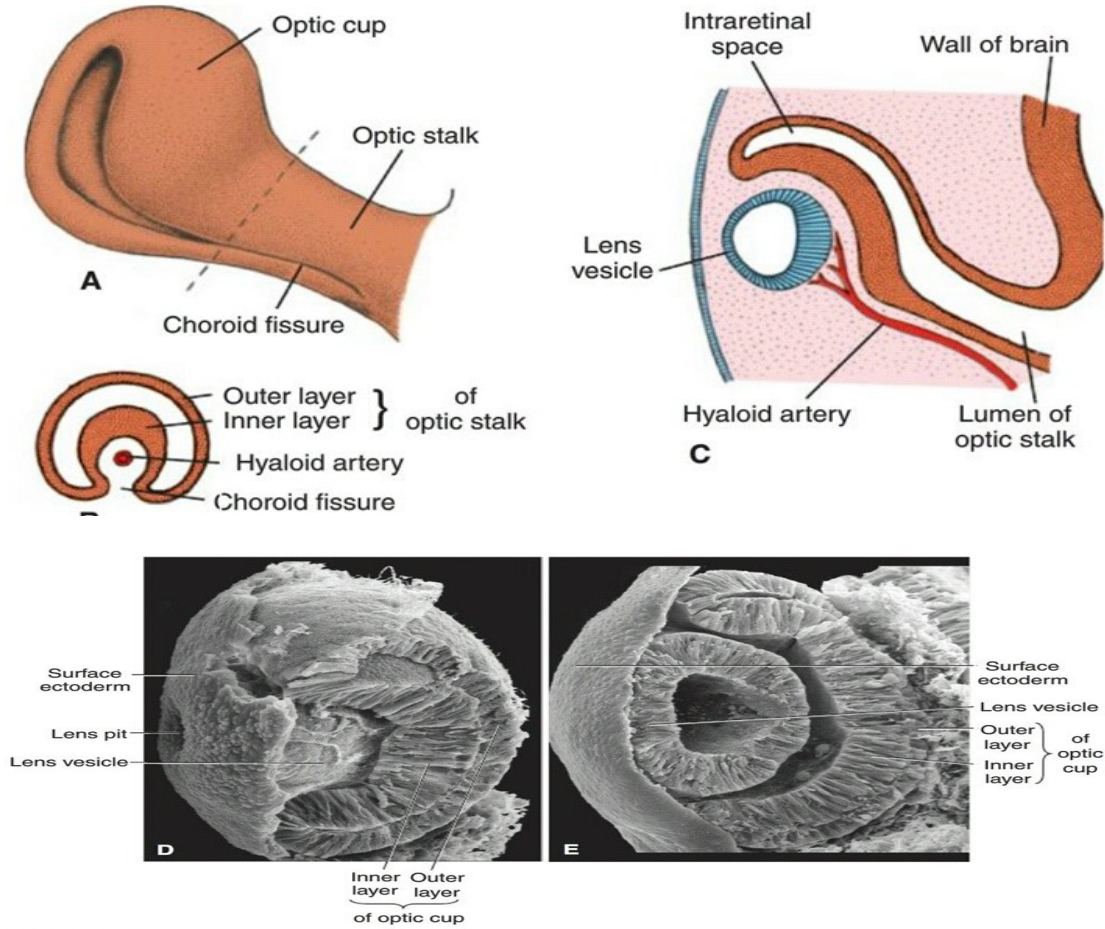 Optic cup
Optic stalk
A
Choroid fissure
Outer layer
Inner layer
} of
optic stalk
Hyaloid artery
Choroid fissure
Intraretinal
space
Wall of brain
Lens
vesicle
Hyaloid artery
Lumen of
optic stalk
C
Surface
ectoderm
Lens pit
Lens vesicle
D
Inner
layer
Outer
layer
of optic cup
E
Surface
ectoderm
Lens vesicle
Outer
layer
Inner
layer
} of
optic
cup